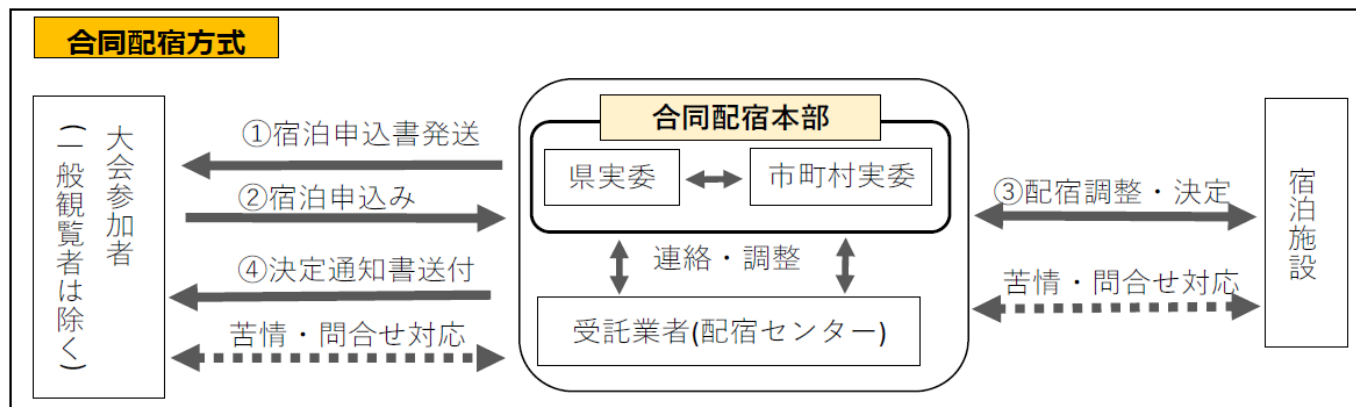 合同配宿方式
大会参加者
(一般観覧者は除く)
①宿泊申込書発送
②宿泊申込み
④決定通知書送付
苦情・問合せ対応
合同配宿本部
県実委
市町村実委
連絡・調整
受託業者(配宿センター)
③配宿調整・決定
苦情・問合せ対応
宿泊施設